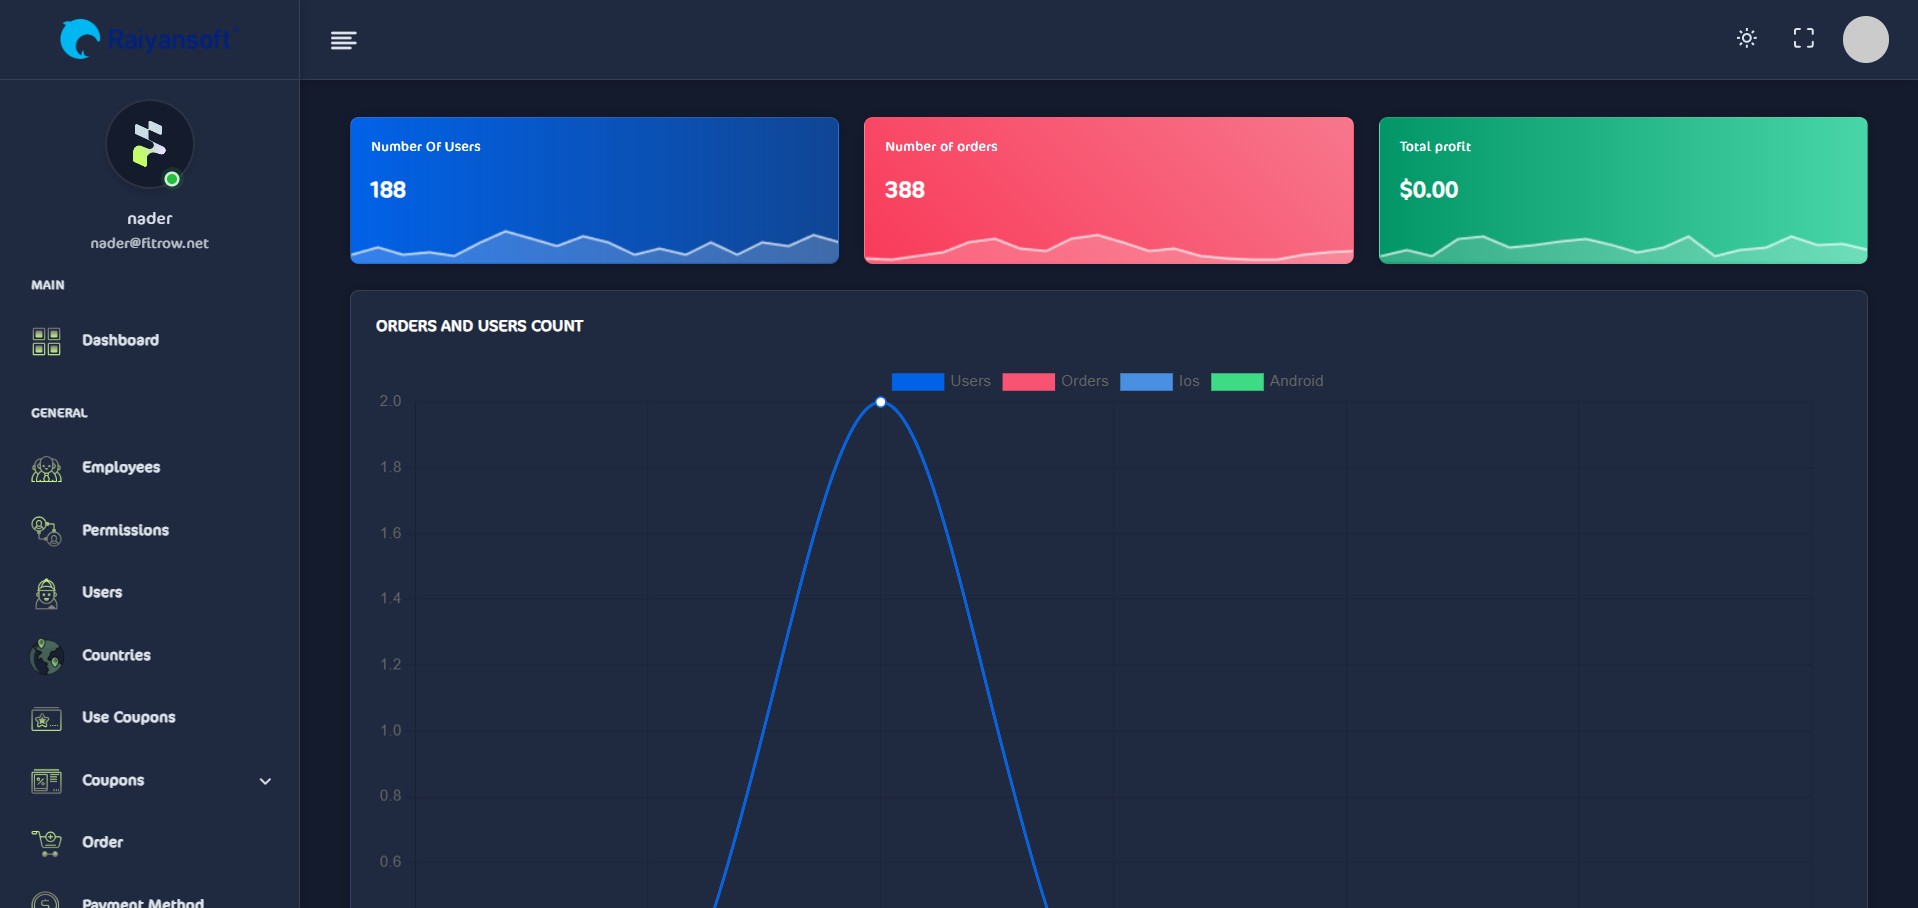 Raiyansoft
nader
nader@fitrow.net
MAIN
Dashboard
GENERAL
Employees
Permissions
Users
Countries
Use Coupons
Coupons
Order
Payment Method
Number Of Users
188
Number of orders
388
Total profit
$0.00
ORDERS AND USERS COUNT
Users Orders Ios Android
2.0
1.8
1.6
1.4
1.2
1.0
0.8
0.6